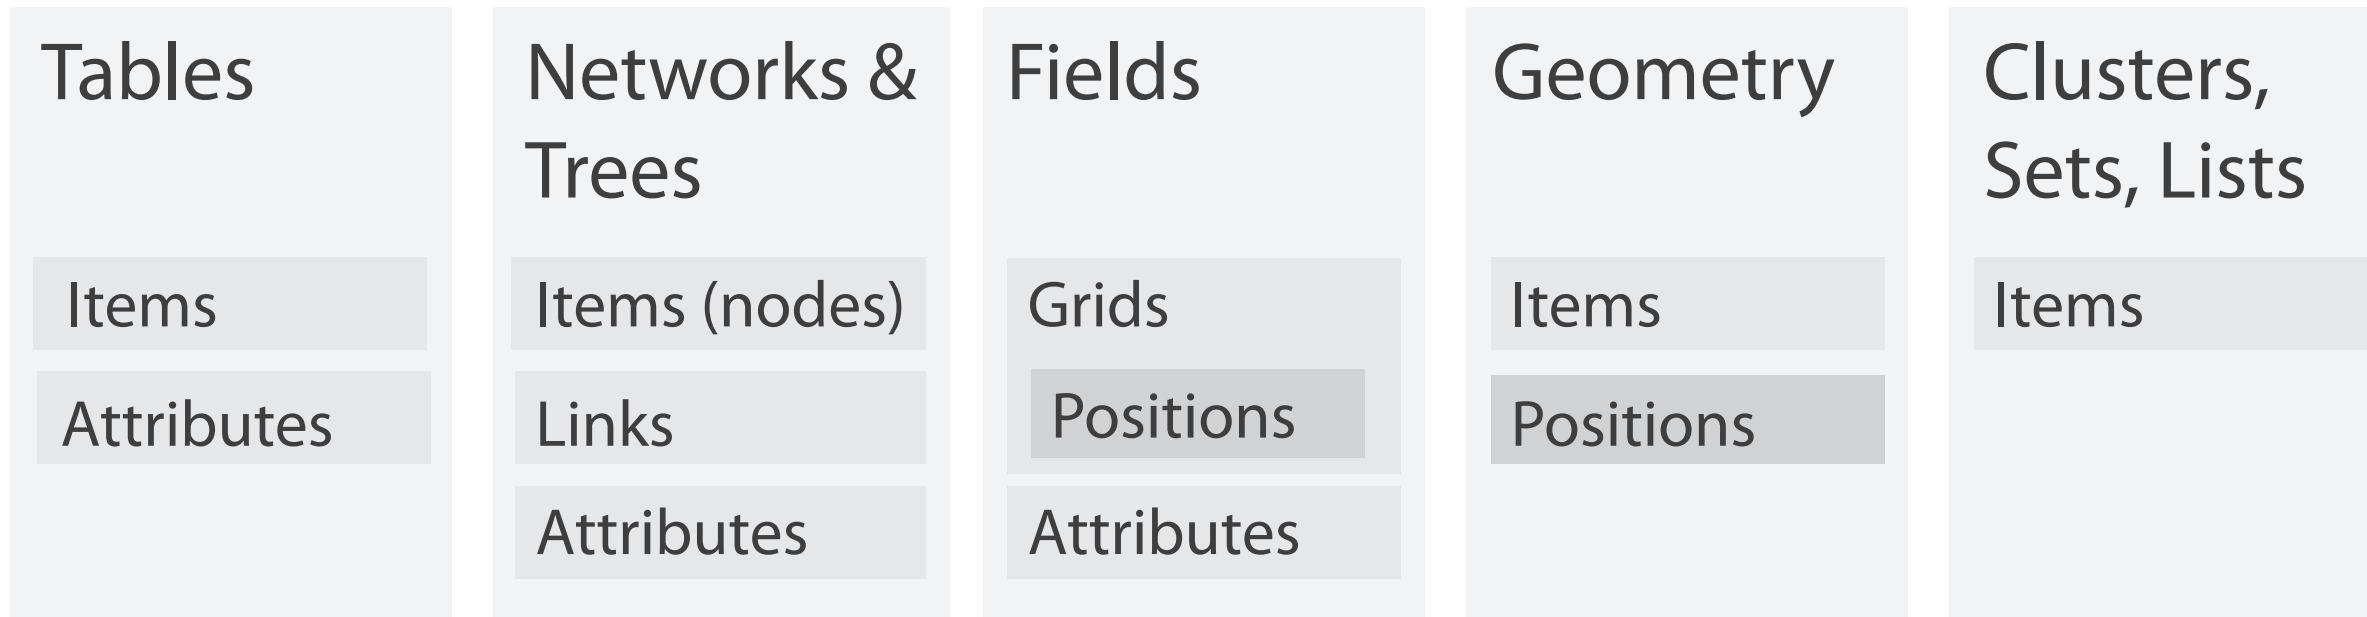 Tables
Items
Attributes
Networks &
Trees
Items (nodes)
Links
Attributes
Fields
Grids
Positions
Attributes
Geometry
Items
Positions
Clusters,
Sets, Lists
Items